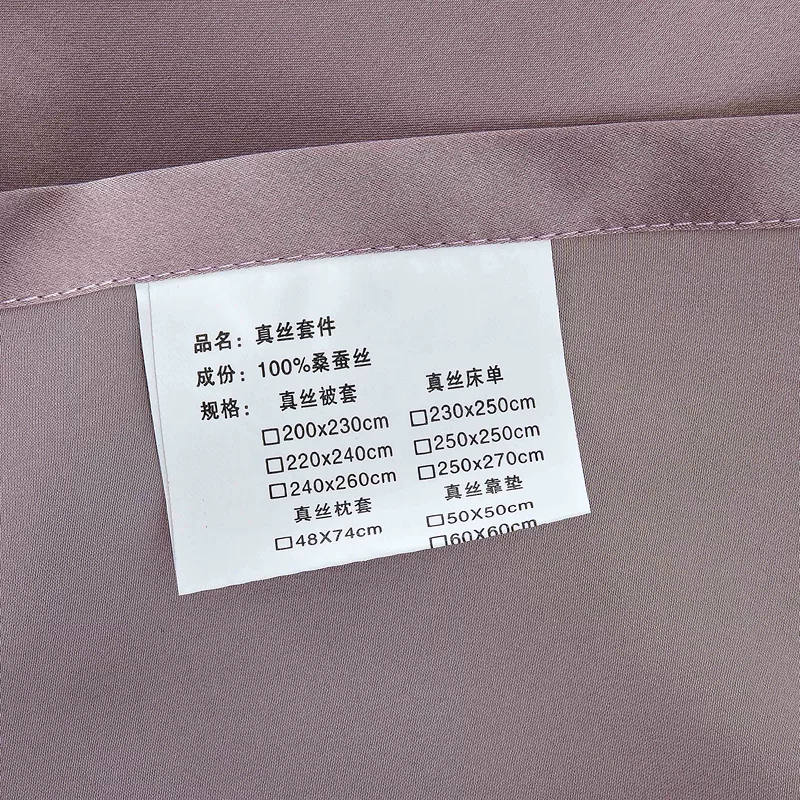 品名：真丝套件
成份：100%桑蚕丝
规格：真丝被套 真丝床单
□200x230cm □230x250cm
□220x240cm □250x250cm
□240x260cm □250x270cm
真丝枕套 真丝靠垫
□48X74cm □50X50cm
□60X60cm